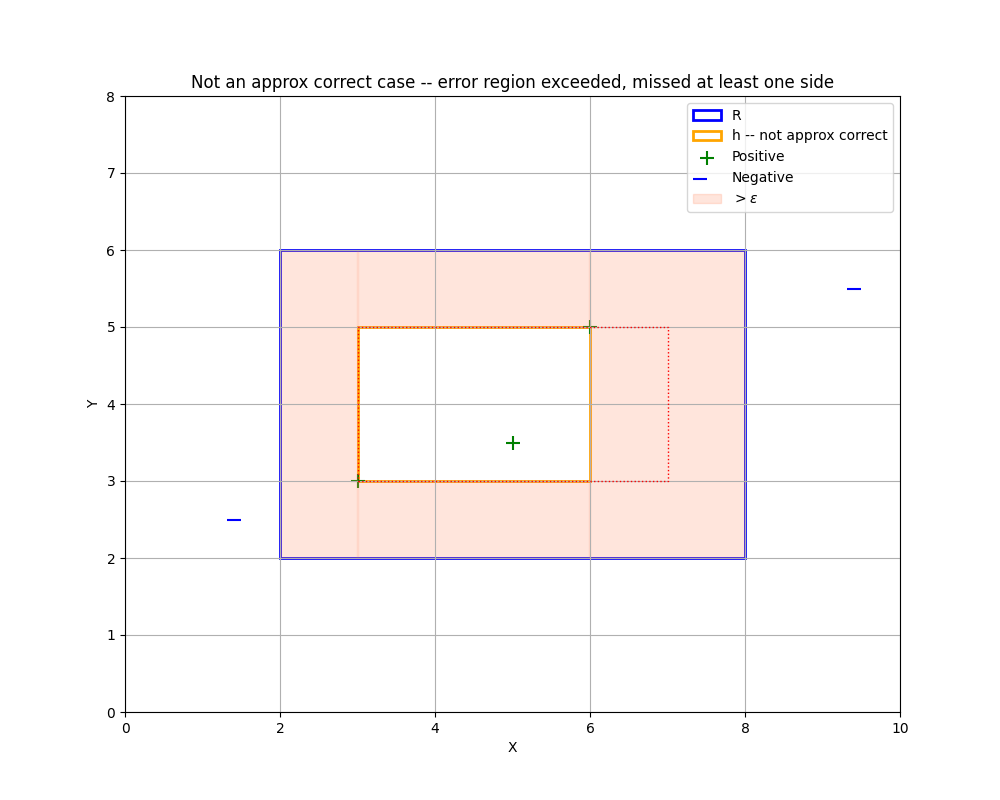 Not an approx correct case -- error region exceeded, missed at least one side
R
h -- not approx correct
Positive
Negative
> ε
8
7
6
5
4
3
2
1
0
Y
0 2 4 6 8 10
X